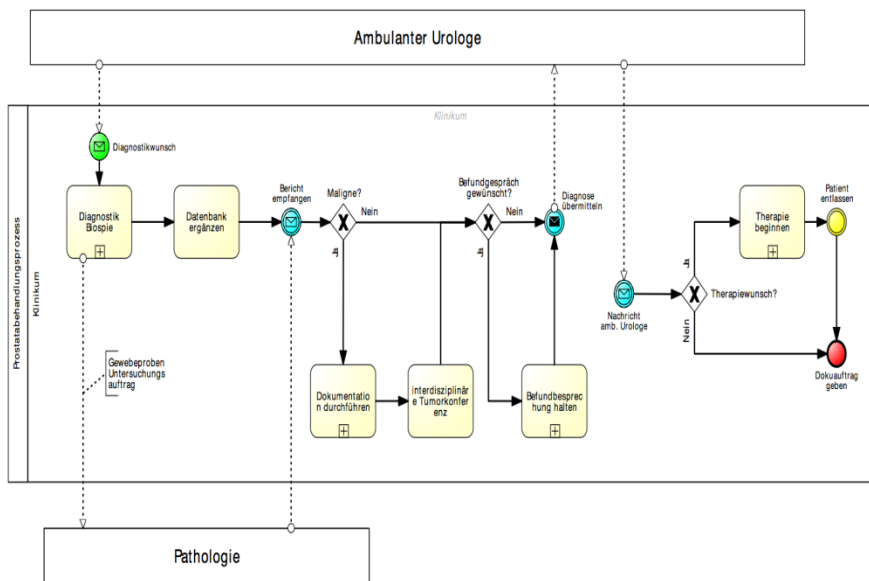 Ambulanter Urologe
Prostatabehandlungsprozess
Klinikum
Klinikum
Diagnostikwunsch
Diagnostik
Biospie
Datenbank
ergänzen
Bericht
empfangen
Maligne?
Nein
Ja
Dokumentatio
n durchführen
interdisziplinär
e Tumorkonfer
enz
Befundgespräch
gewünscht?
Nein
Ja
Befundbesprec
hung halten
Diagnose
übermitteln
Nachricht
amb. Urologe
Therapiewunsch?
Ja
Nein
Therapie
beginnen
Patient
entlassen
Dokuauftrag
geben
Gewebeproben
Untersuchungs
auftrag
Pathologie